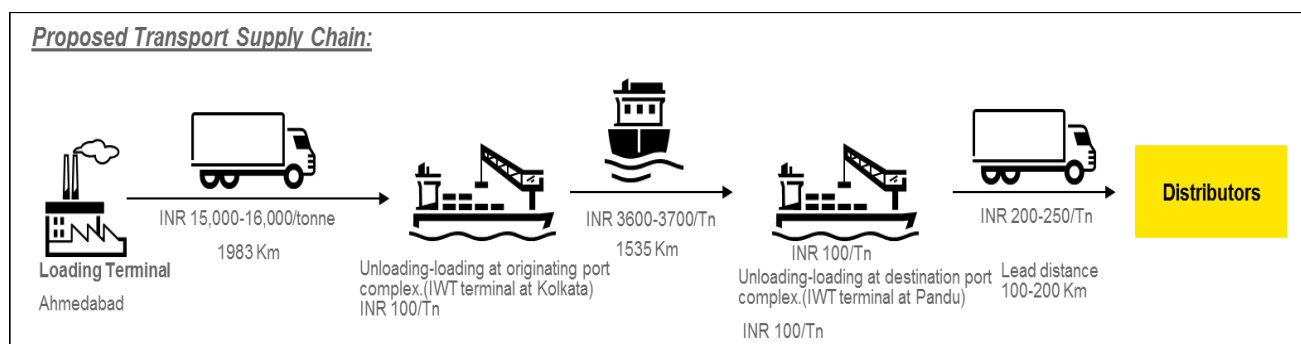 Proposed Transport Supply Chain:
INR 15,000-16,000/tonne
1983 Km
Loading Terminal
Ahmedabad
Unloading-loading at originating port
complex.(IWT terminal at Kolkata)
INR 100/Tn
INR 3600-3700/Tn
1535 Km
INR 100/Tn
Unloading-loading at destination port
complex.(IWT terminal at Pandu)
INR 100/Tn
INR 200-250/Tn
Lead distance
100-200 Km
Distributors